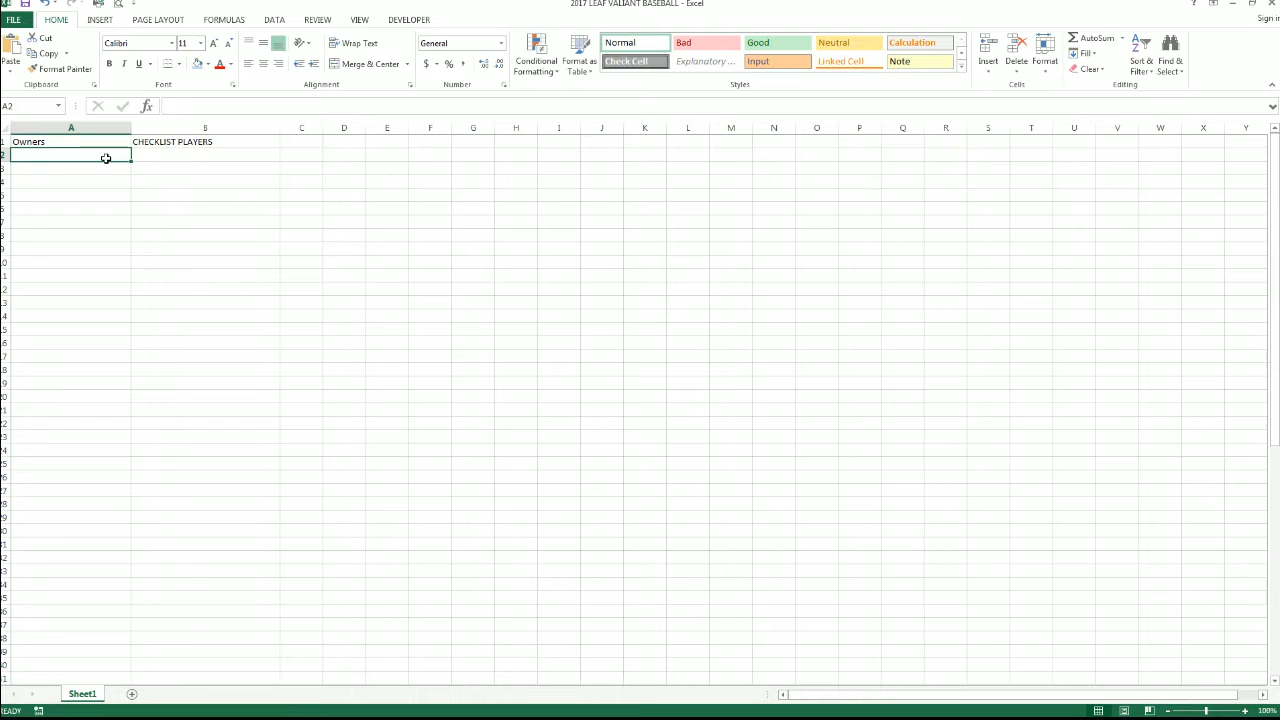 2017 LEAF VALIANT BASEBALL - Excel
? Sign in
FILE HOME INSERT PAGE LAYOUT FORMULAS DATA REVIEW VIEW DEVELOPER
Cut
Copy
Format Painter
Paste
Clipboard
Calibri 11
B I U
Font
Wrap Text
Merge & Center
Alignment
General
$ % ,
Number
Conditional Formatting
Format as Table
Normal Bad Good Neutral Calculation
Check Cell Explanatory ... Input Linked Cell Note
Styles
Insert Delete Format
Cells
AutoSum
Fill
Clear
Sort & Filter
Find & Select
Editing
A2
fx
A B C D E F G H I J K L M N O P Q R S T U V W X Y
Owners CHECKLIST PLAYERS
Sheet1
READY
100%